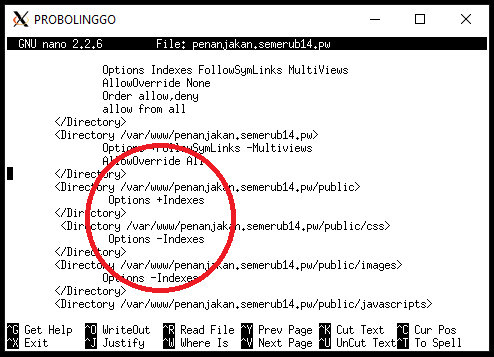 PROBOLINGGO
GNU nano 2.2.6 File: penanjakan.semerub14.pw
Options Indexes FollowSymLinks MultiViews
AllowOverride None
Order allow,deny
allow from all
</Directory>
<Directory /var/www/penanjakan.semerub14.pw>
Options +FollowSymLinks -Multiviews
AllowOverride All
</Directory>
<Directory /var/www/penanjakan.semerub14.pw/public>
Options +Indexes
</Directory>
<Directory /var/www/penanjakan.semerub14.pw/public/css>
Options -Indexes
</Directory>
<Directory /var/www/penanjakan.semerub14.pw/public/images>
Options -Indexes
</Directory>
<Directory /var/www/penanjakan.semerub14.pw/public/javascripts>
^G Get Help ^O WriteOut ^R Read File ^Y Prev Page ^K Cut Text ^C Cur Pos
^X Exit ^J Justify ^W Where Is ^V Next Page ^U UnCut Text ^T To Spell